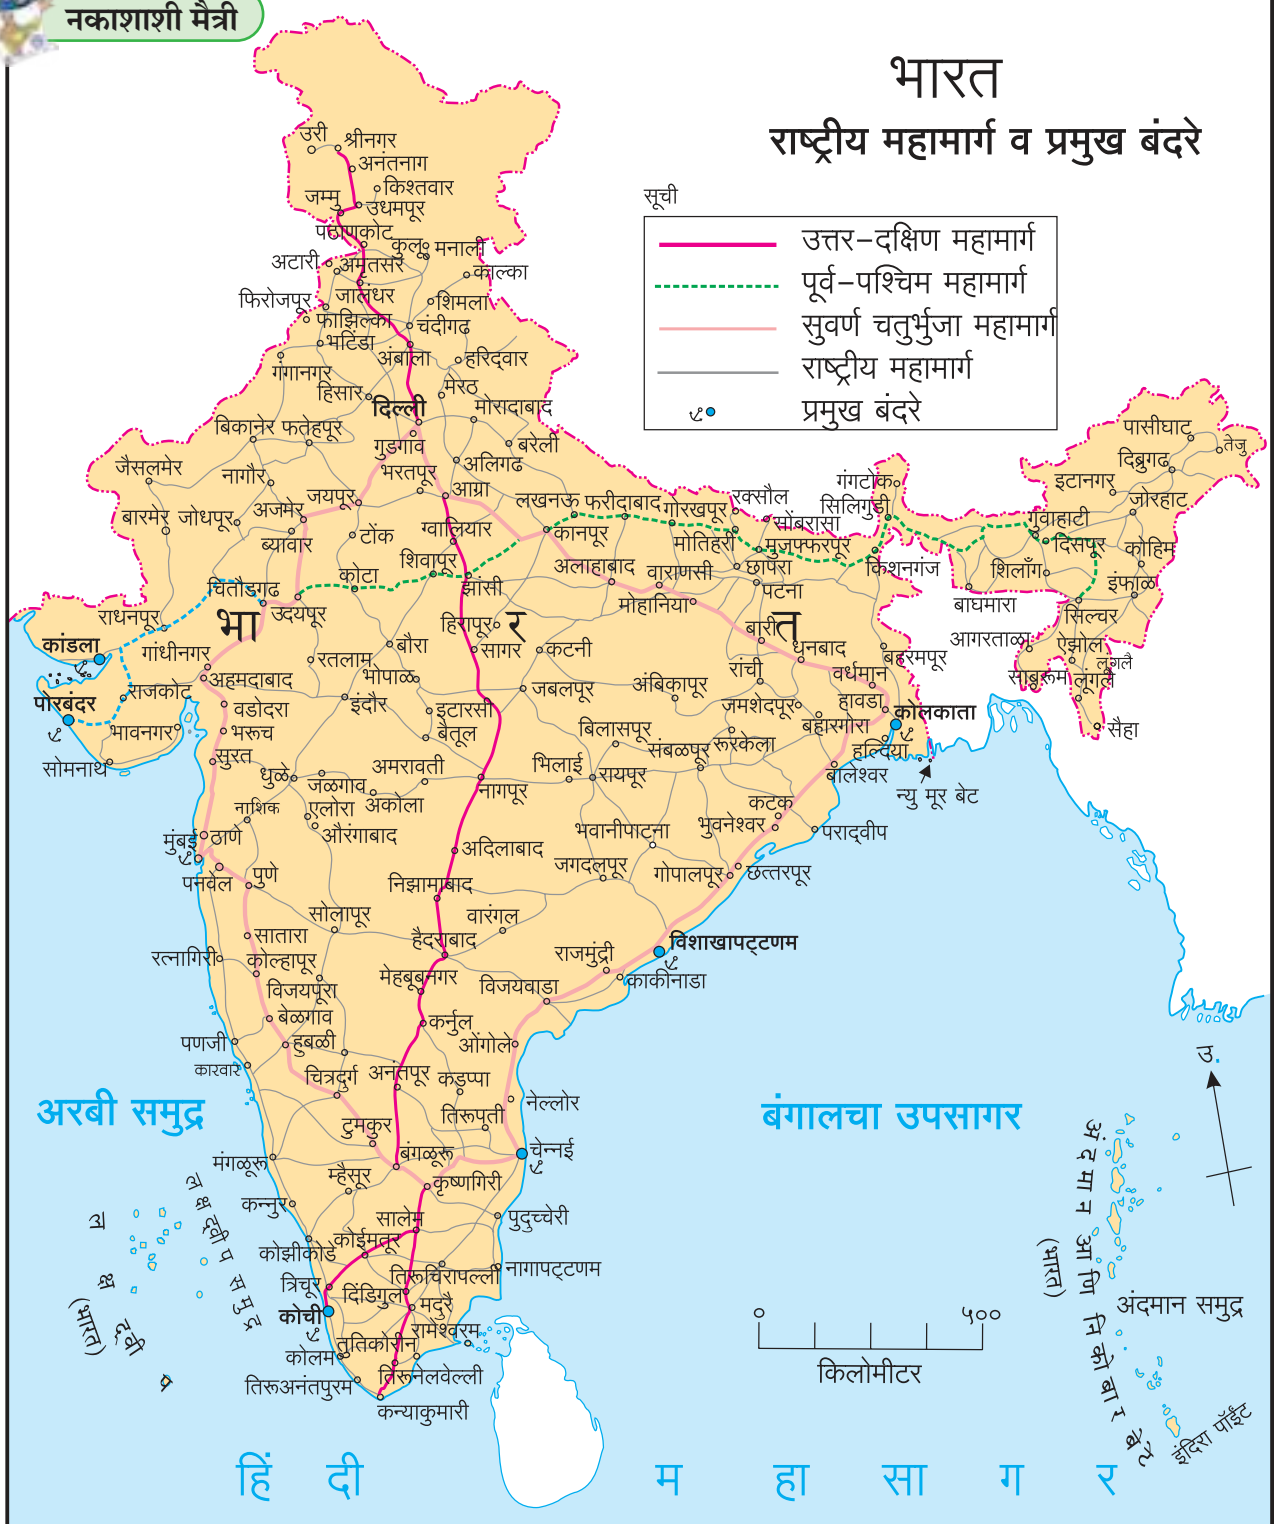 नकाशाशी मैत्री
भारत
राष्ट्रीय महामार्ग व प्रमुख बंदरे
सूची
उत्तर–दक्षिण महामार्ग
पूर्व–पश्चिम महामार्ग
सुवर्ण चतुर्भुजा महामार्ग
राष्ट्रीय महामार्ग
प्रमुख बंदरे
उरी
श्रीनगर
अनंतनाग
किश्तवार
जम्मु
उधमपूर
पठाणकोट
कुलू
मनाली
अटारी
अमृतसर
काल्का
फिरोजपूर
जालंधर
शिमला
फाझिल्का
चंदीगढ
भटिंडा
अंबाला
हरिद्वार
गंगानगर
हिसार
मेरठ
दिल्ली
मोरादाबाद
बिकानेर
फतेहपूर
गुडगाव
बरेली
जैसलमेर
नागौर
भरतपूर
अलिगढ
जयपूर
आग्रा
बारमेर
जोधपूर
अजमेर
टोंक
ग्वालियार
लखनऊ
फरीदाबाद
गोरखपूर
रक्सौल
सोंबरासा
ब्यावार
शिवापूर
कानपूर
मोतिहरी
मुजफ्फरपूर
गंगटोक
सिलिगुडी
पासीघाट
तेजु
दिब्रुगढ
इटानगर
जोरहाट
गुवाहाटी
दिसपूर
कोहिम
शिलाँग
इंफाळ
बाघमारा
सिल्चर
आगरताळा
ऐझोल
लुंगलै
साबुरूम
लूंगलै
सैहा
किशनगंज
चितौडगढ
कोटा
झांसी
अलाहाबाद
वाराणसी
छापरा
पटना
उदयपूर
मोहानिया
राधनपूर
भा
र
त
हिरापूर
बारी
धनबाद
बहरमपूर
कांडला
गांधीनगर
रतलाम
बौरा
सागर
कटनी
रांची
वर्धमान
अहमदाबाद
भोपाळ
जबलपूर
अंबिकापूर
जमशेदपूर
हावडा
कोलकाता
राजकोट
पोरबंदर
वडोदरा
इंदौर
इटारसी
बहारगोरा
भावनगर
भरूच
बैतूल
बिलासपूर
संबळपूर
रूरकेला
हल्दिया
सोमनाथ
सुरत
धुळे
जळगाव
अमरावती
भिलाई
रायपूर
बालेश्वर
न्यु मूर बेट
नागपूर
नाशिक
एलोरा
अकोला
कटक
मुंबई
ठाणे
औरंगाबाद
भवानीपाटना
भुवनेश्वर
पराद्वीप
अदिलाबाद
पनवेल
पुणे
निझामाबाद
जगदलपूर
गोपालपूर
छत्तरपूर
सोलापूर
वारंगल
सातारा
हैदराबाद
विशाखापट्टणम
रत्नागिरी
कोल्हापूर
राजमुंद्री
मेहबूबनगर
काकीनाडा
विजयपूरा
विजयवाडा
बेळगाव
कर्नुल
पणजी
हुबळी
ओंगोले
कारवार
चित्रदुर्ग
अनंतपूर
कडप्पा
अरबी समुद्र
नेल्लोर
बंगालचा उपसागर
तिरूपती
टुमकुर
मंगळूरू
बंगळूरू
चेन्नई
म्हैसूर
कृष्णगिरी
कन्नुर
सालेम
पुदुच्चेरी
कोझीकोडे
कोईमतूर
त्रिचूर
तिरूचिरापल्ली
नागापट्टणम
दिंडिगुल
कोची
मदुरै
रामेश्वरम
तुतिकोरीन
कोलम
तिरूनेलवेल्ली
तिरूअनंतपुरम
कन्याकुमारी
लक्षद्वीप समुद्र
लक्षद्वी
(भारत)
उ.
अंदमान आणि निकोबार बेटे
(भारत)
अंदमान समुद्र
इंदिरा पॉईंट
० ५००
किलोमीटर
हिंदी महासागर